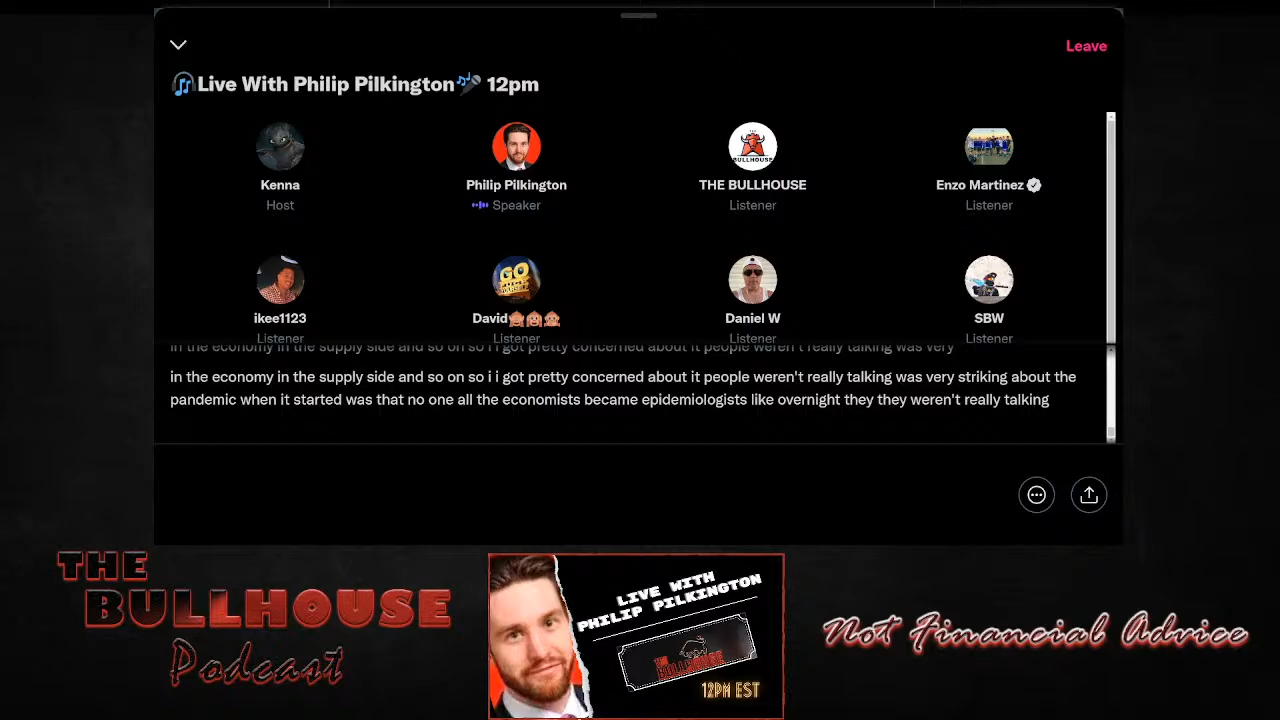 Leave
Live With Philip Pilkington 12pm
Kenna
Philip Pilkington
THE BULLHOUSE
Enzo Martinez
Host
Speaker
Listener
Listener
BULLHOUSE
GO
ikee1123
David
Daniel W
SBW
Listener
Listener
Listener
Listener
in the economy in the supply side and so on so i i got pretty concerned about it people weren't really talking was very
in the economy in the supply side and so on so i i got pretty concerned about it people weren't really talking was very striking about the
pandemic when it started was that no one all the economists became epidemiologists like overnight they they weren't really talking
THE
BULLHOUSE
Podcast
LIVE WITH
PHILIP PILKINGTON
THE
BULLHOUSE
12PM EST
Not Financial Advice